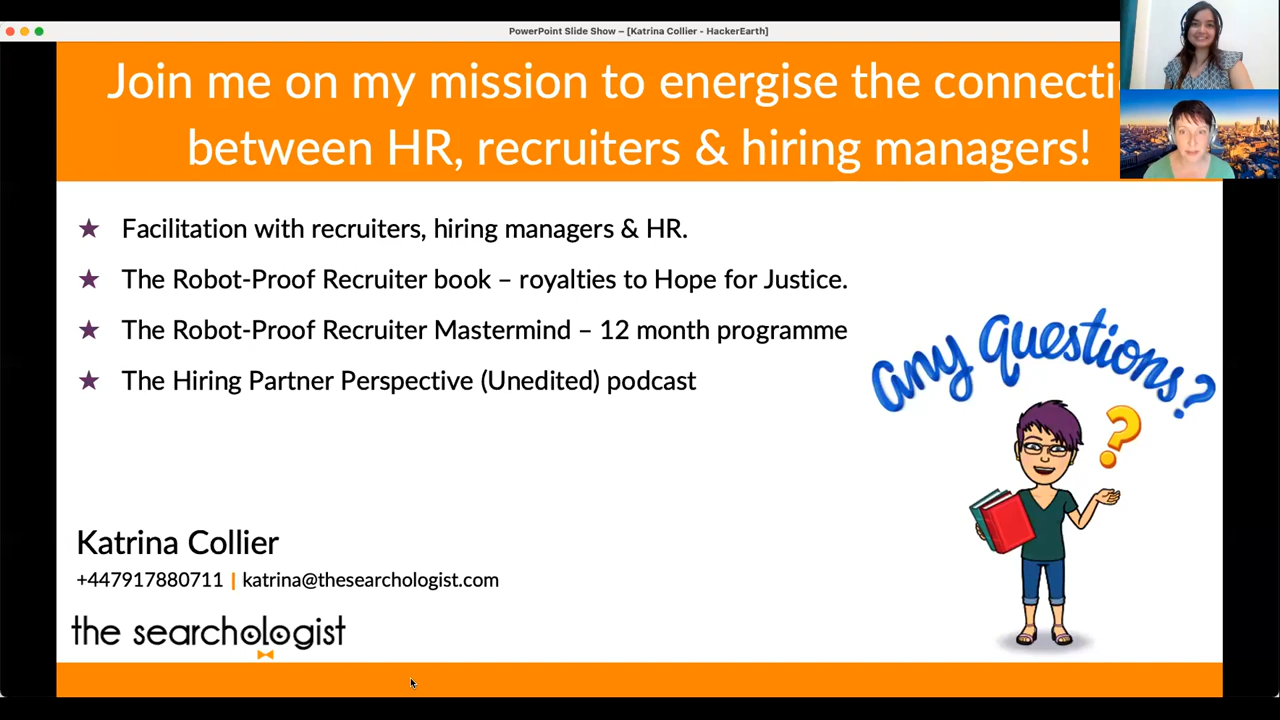 PowerPoint Slide Show – [Katrina Collier - HackerEarth]
Join me on my mission to energise the connecti
between HR, recruiters & hiring managers!
★ Facilitation with recruiters, hiring managers & HR.
★ The Robot-Proof Recruiter book – royalties to Hope for Justice.
★ The Robot-Proof Recruiter Mastermind – 12 month programme
★ The Hiring Partner Perspective (Unedited) podcast
any questions?
?
Katrina Collier
+447917880711 | katrina@thesearchologist.com
the searchologist